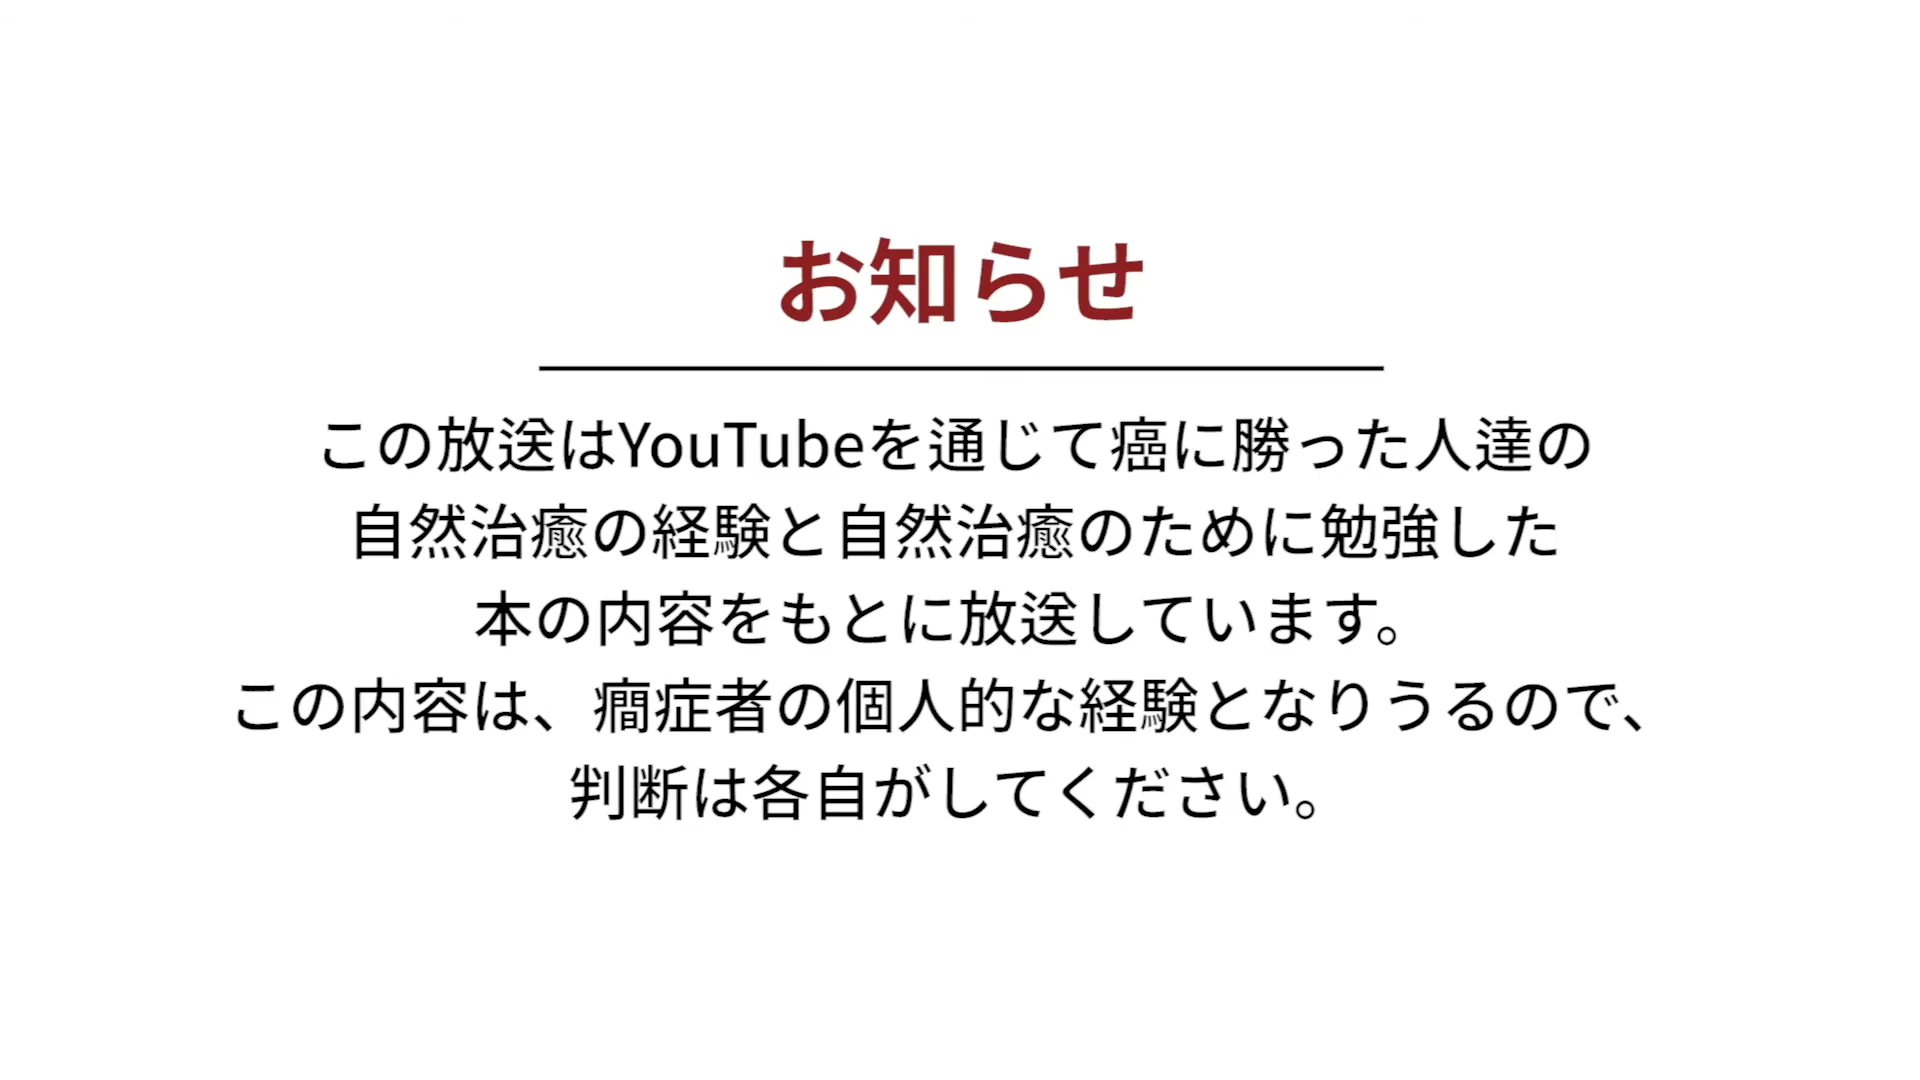 お知らせ
この放送はYouTubeを通じて癌に勝った人達の
自然治癒の経験と自然治癒のために勉強した
本の内容をもとに放送しています。
この内容は、癇症者の個人的な経験となりうるので、
判断は各自がしてください。